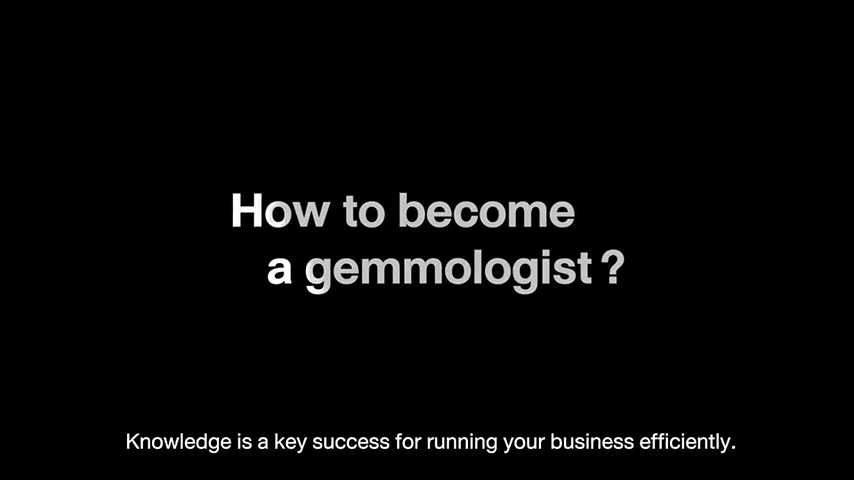 How to become
a gemmologist ?
Knowledge is a key success for running your business efficiently.